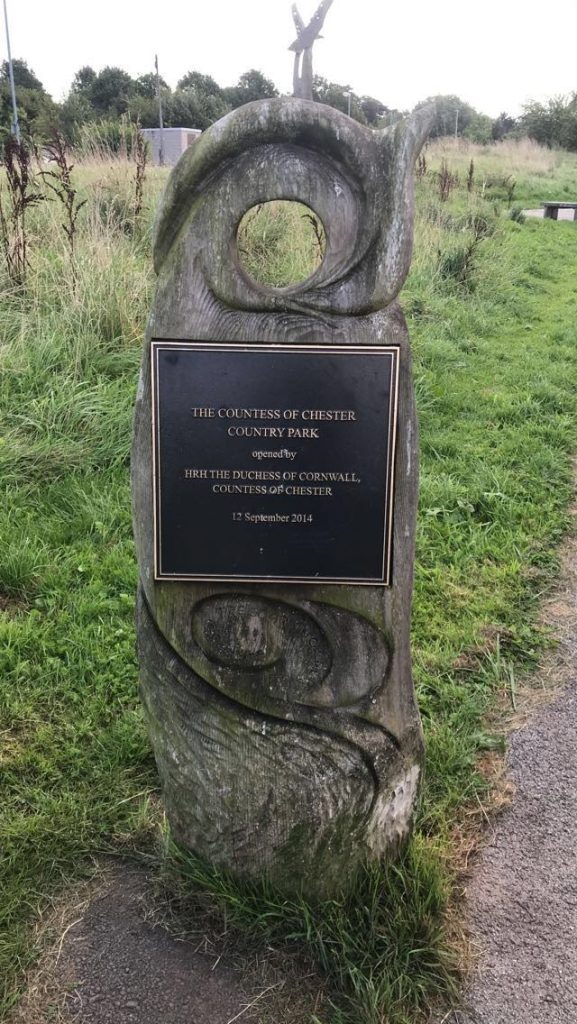 THE COUNTESS OF CHESTER
COUNTRY PARK
opened by
HRH THE DUCHESS OF CORNWALL,
COUNTESS OF CHESTER
12 September 2014